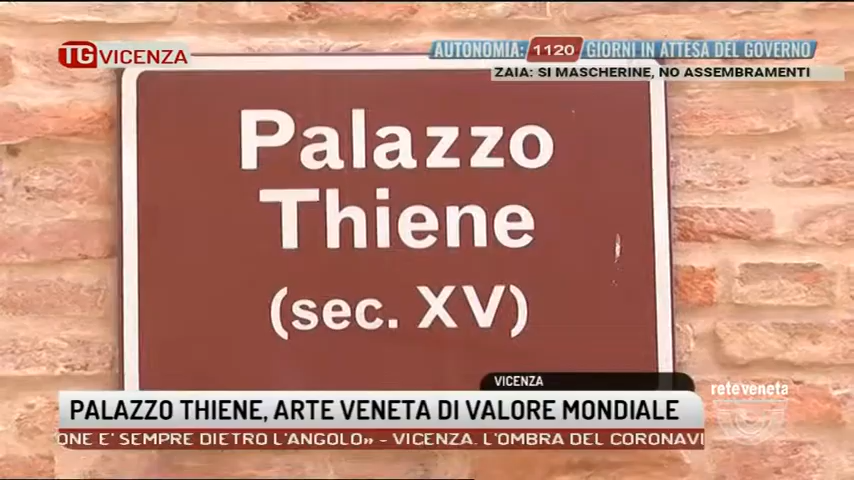 TG VICENZA
AUTONOMIA: 1120 GIORNI IN ATTESA DEL GOVERNO
ZAIA: SI MASCHERINE, NO ASSEMBRAMENTI
Palazzo
Thiene
(sec. XV)
VICENZA
PALAZZO THIENE, ARTE VENETA DI VALORE MONDIALE
reteveneta
ONE E' SEMPRE DIETRO L'ANGOLO» - VICENZA. L'OMBRA DEL CORONAVI